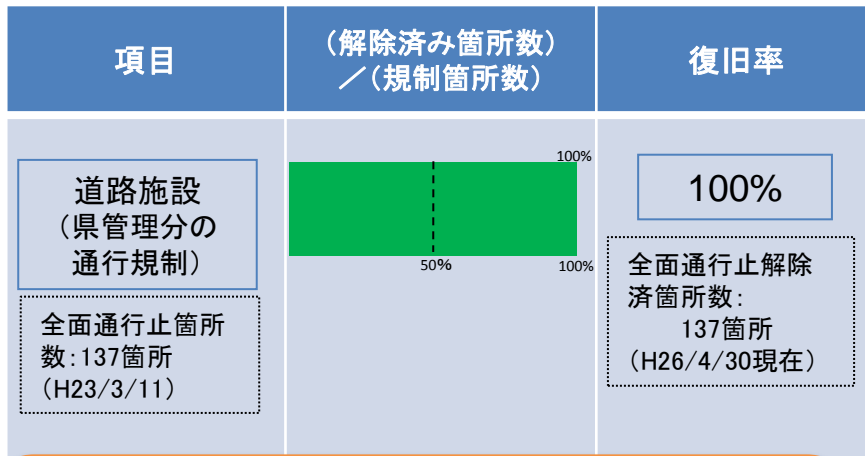 項目
（解除済み箇所数）
／（規制箇所数）
復旧率
道路施設
（県管理分の
通行規制）
全面通行止箇所
数：137箇所
（H23/3/11）
100%
50%
100%
100%
全面通行止解除
済箇所数：
137箇所
（H26/4/30現在）